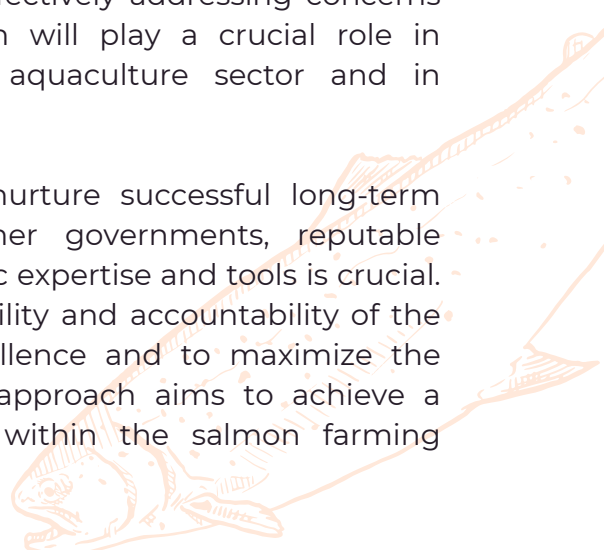 ectively addressing concerns
will play a crucial role in
aquaculture sector and in
nurture successful long-term
her governments, reputable
c expertise and tools is crucial.
ility and accountability of the
llence and to maximize the
approach aims to achieve a
within the salmon farming